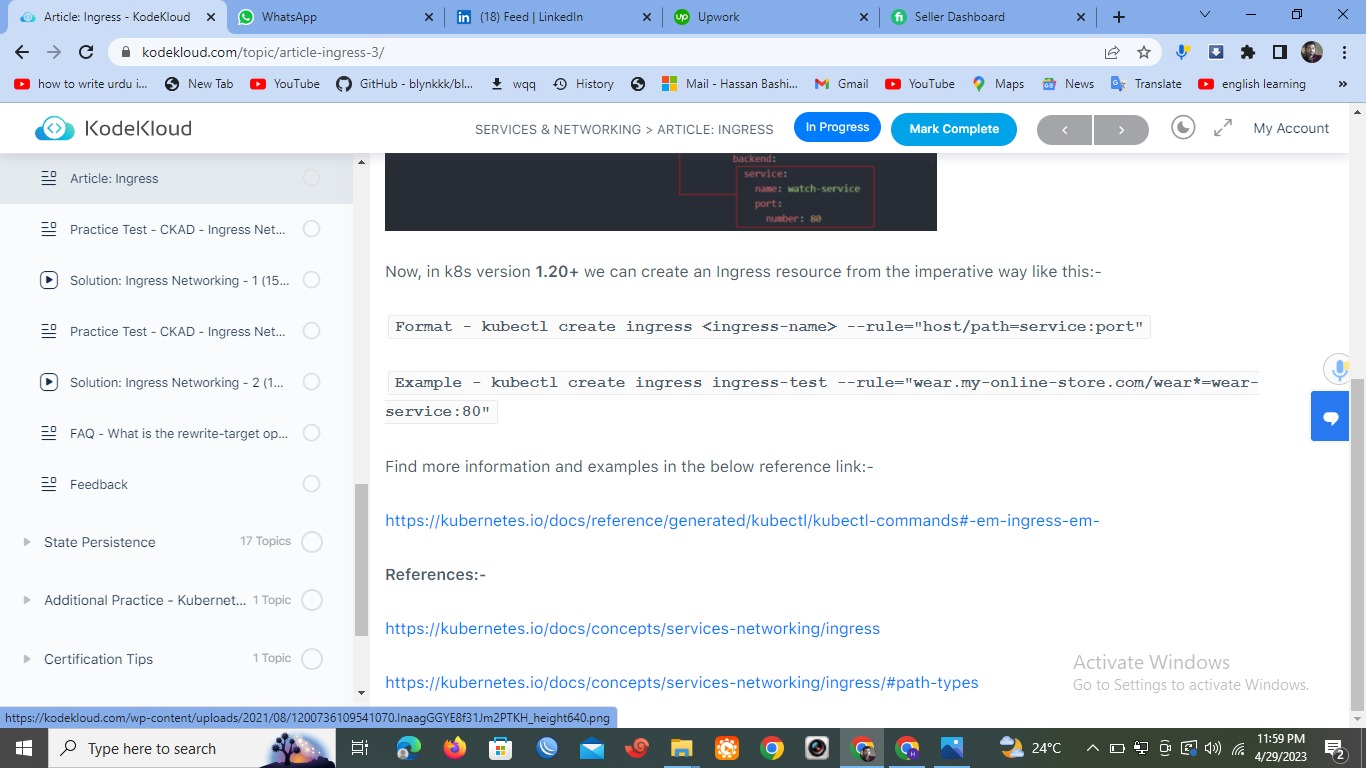 Article: Ingress - KodeKloud
WhatsApp
(18) Feed | LinkedIn
Upwork
Seller Dashboard
kodekloud.com/topic/article-ingress-3/
how to write urdu i...
New Tab
YouTube
GitHub - blynkkk/bl...
wqq
History
Mail - Hassan Bashi...
Gmail
YouTube
Maps
News
Translate
english learning
KodeKloud
SERVICES & NETWORKING > ARTICLE: INGRESS
In Progress
Mark Complete
My Account
Article: Ingress
Practice Test - CKAD - Ingress Net...
Solution: Ingress Networking - 1 (15...
Practice Test - CKAD - Ingress Net...
Solution: Ingress Networking - 2 (1...
FAQ - What is the rewrite-target op...
Feedback
State Persistence 17 Topics
Additional Practice - Kubernet... 1 Topic
Certification Tips 1 Topic
backend:
service:
name: watch-service
port:
number: 80
Now, in k8s version 1.20+ we can create an Ingress resource from the imperative way like this:-
Format - kubectl create ingress <ingress-name> --rule="host/path=service:port"
Example - kubectl create ingress ingress-test --rule="wear.my-online-store.com/wear*=wear-
service:80"
Find more information and examples in the below reference link:-
https://kubernetes.io/docs/reference/generated/kubectl/kubectl-commands#-em-ingress-em-
References:-
https://kubernetes.io/docs/concepts/services-networking/ingress
https://kubernetes.io/docs/concepts/services-networking/ingress/#path-types
Activate Windows
Go to Settings to activate Windows.
https://kodekloud.com/wp-content/uploads/2021/08/1200736109541070.InaagGGYE8f31Jm2PTKH_height640.png
Type here to search
24°C
11:59 PM
4/29/2023
2